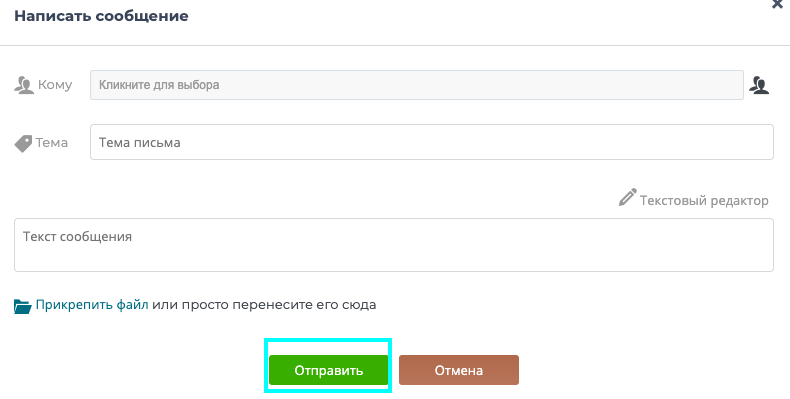 Написать сообщение
Кому
Кликните для выбора
Тема
Тема письма
Текстовый редактор
Текст сообщения
Прикрепить файл или просто перенесите его сюда
Отправить
Отмена